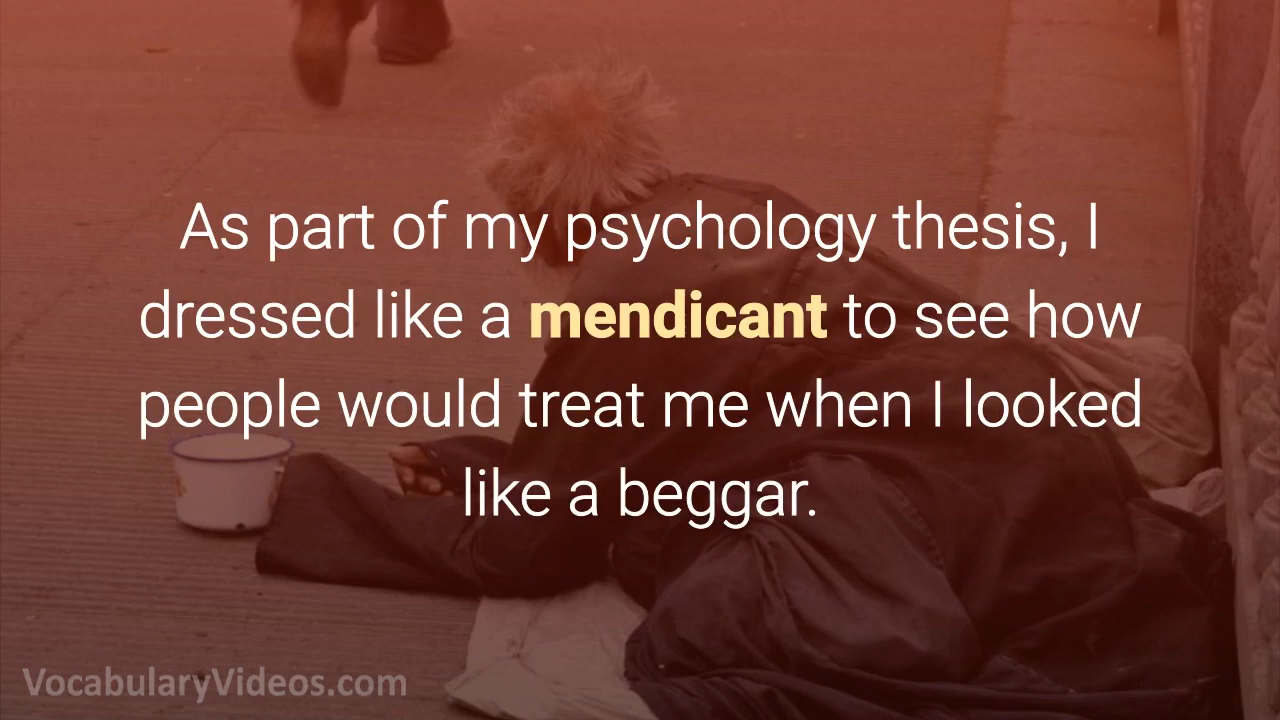 As part of my psychology thesis, I
dressed like a mendicant to see how
people would treat me when I looked
like a beggar.
VocabularyVideos.com